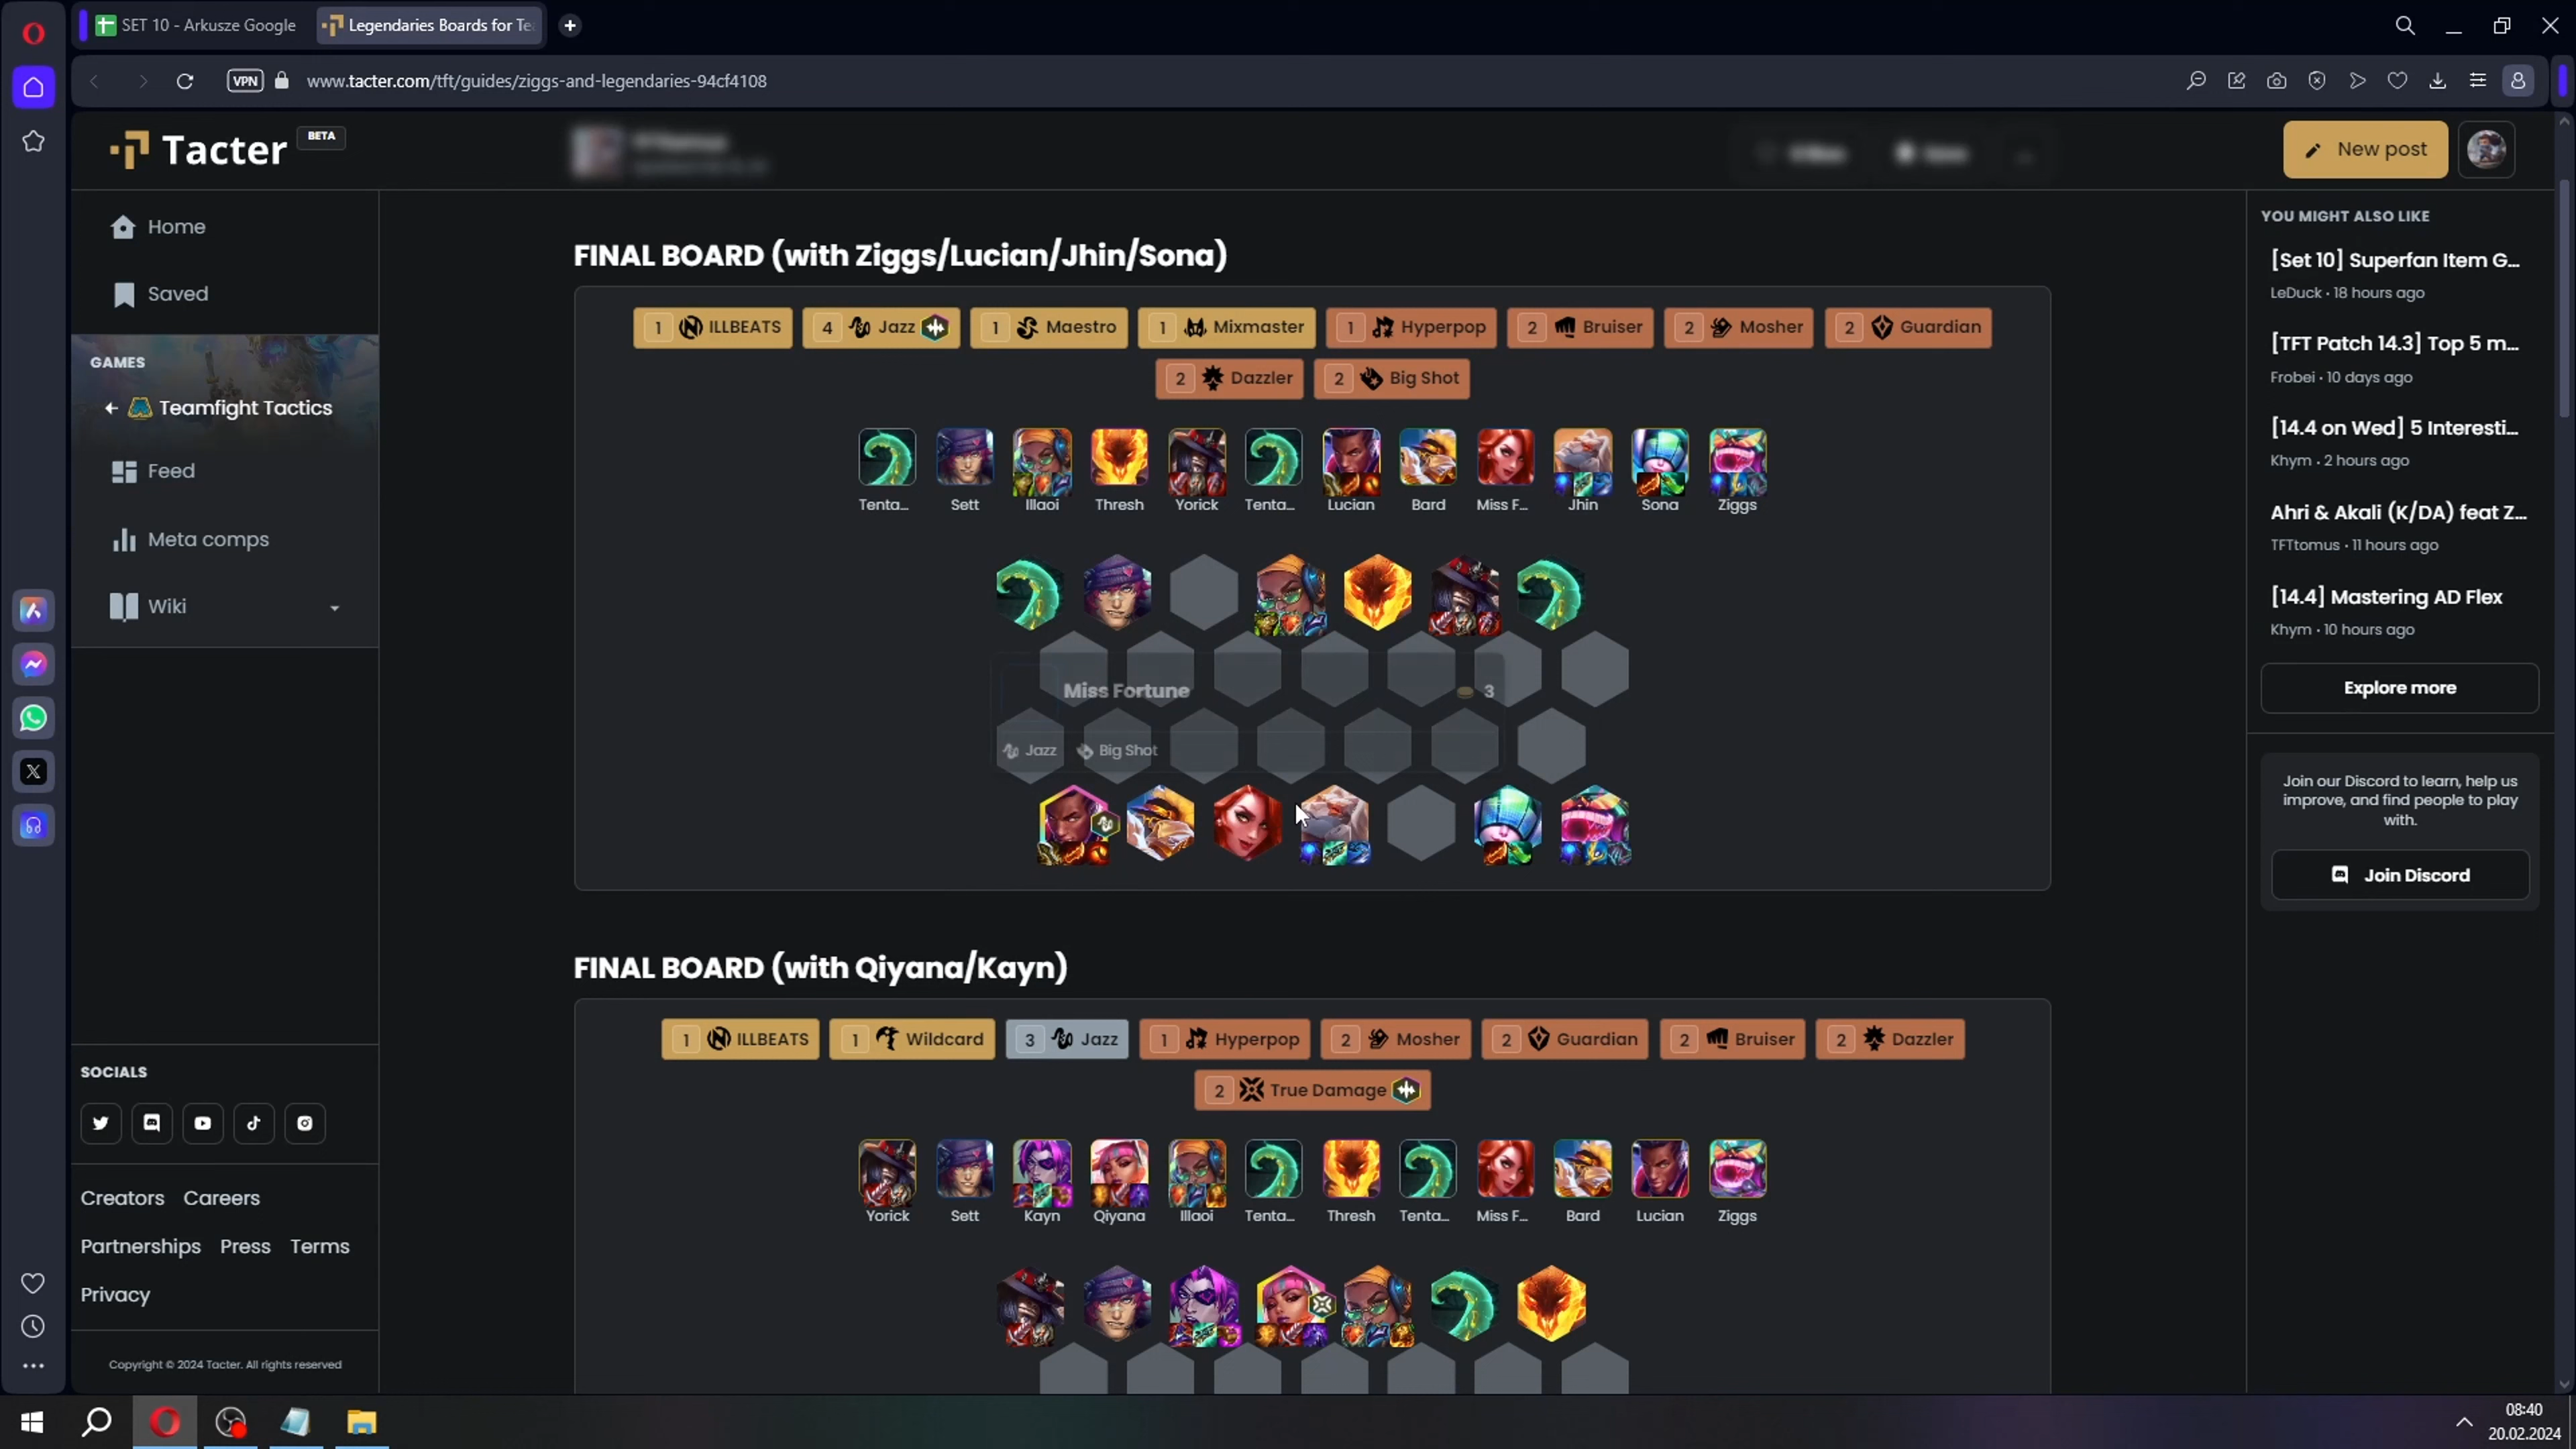 SET 10 - Arkusze Google
Legendaries Boards for Te
VPN
www.tacter.com/tft/guides/ziggs-and-legendaries-94cf4108
Tacter
BETA
New post
Home
Saved
GAMES
Teamfight Tactics
Feed
Meta comps
Wiki
SOCIALS
Creators Careers
Partnerships Press Terms
Privacy
Copyright © 2024 Tacter. All rights reserved
FINAL BOARD (with Ziggs/Lucian/Jhin/Sona)
1 ILLBEATS 4 Jazz 1 Maestro 1 Mixmaster 1 Hyperpop 2 Bruiser 2 Mosher 2 Guardian
2 Dazzler 2 Big Shot
Tenta... Sett Illaoi Thresh Yorick Tenta... Lucian Bard Miss F... Jhin Sona Ziggs
Miss Fortune 3
Jazz Big Shot
FINAL BOARD (with Qiyana/Kayn)
1 ILLBEATS 1 Wildcard 3 Jazz 1 Hyperpop 2 Mosher 2 Guardian 2 Bruiser 2 Dazzler
2 True Damage
Yorick Sett Kayn Qiyana Illaoi Tenta... Thresh Tenta... Miss F... Bard Lucian Ziggs
YOU MIGHT ALSO LIKE
[Set 10] Superfan Item G...
LeDuck • 18 hours ago
[TFT Patch 14.3] Top 5 m...
Frobei • 10 days ago
[14.4 on Wed] 5 Interesti...
Khym • 2 hours ago
Ahri & Akali (K/DA) feat Z...
TFTtomus • 11 hours ago
[14.4] Mastering AD Flex
Khym • 10 hours ago
Explore more
Join our Discord to learn, help us
improve, and find people to play
with.
Join Discord
08:40
20.02.2024